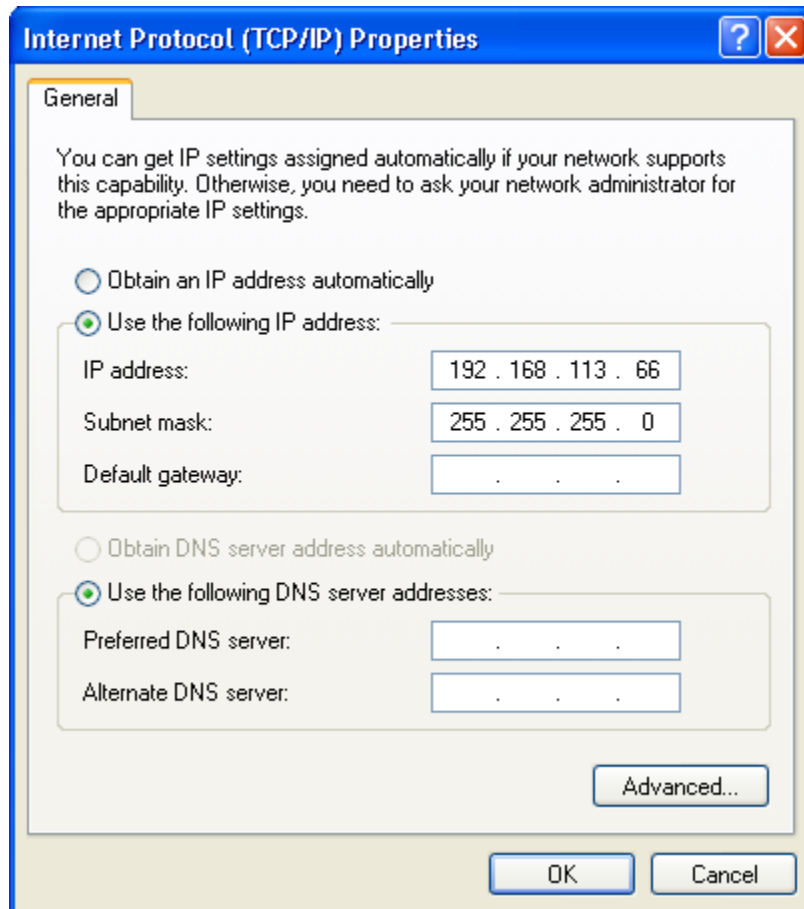 Internet Protocol (TCP/IP) Properties
General
You can get IP settings assigned automatically if your network supports
this capability. Otherwise, you need to ask your network administrator for
the appropriate IP settings.
Obtain an IP address automatically
Use the following IP address:
IP address: 192 . 168 . 113 . 66
Subnet mask: 255 . 255 . 255 . 0
Default gateway: . . .
Obtain DNS server address automatically
Use the following DNS server addresses:
Preferred DNS server: . . .
Alternate DNS server: . . .
Advanced...
OK Cancel